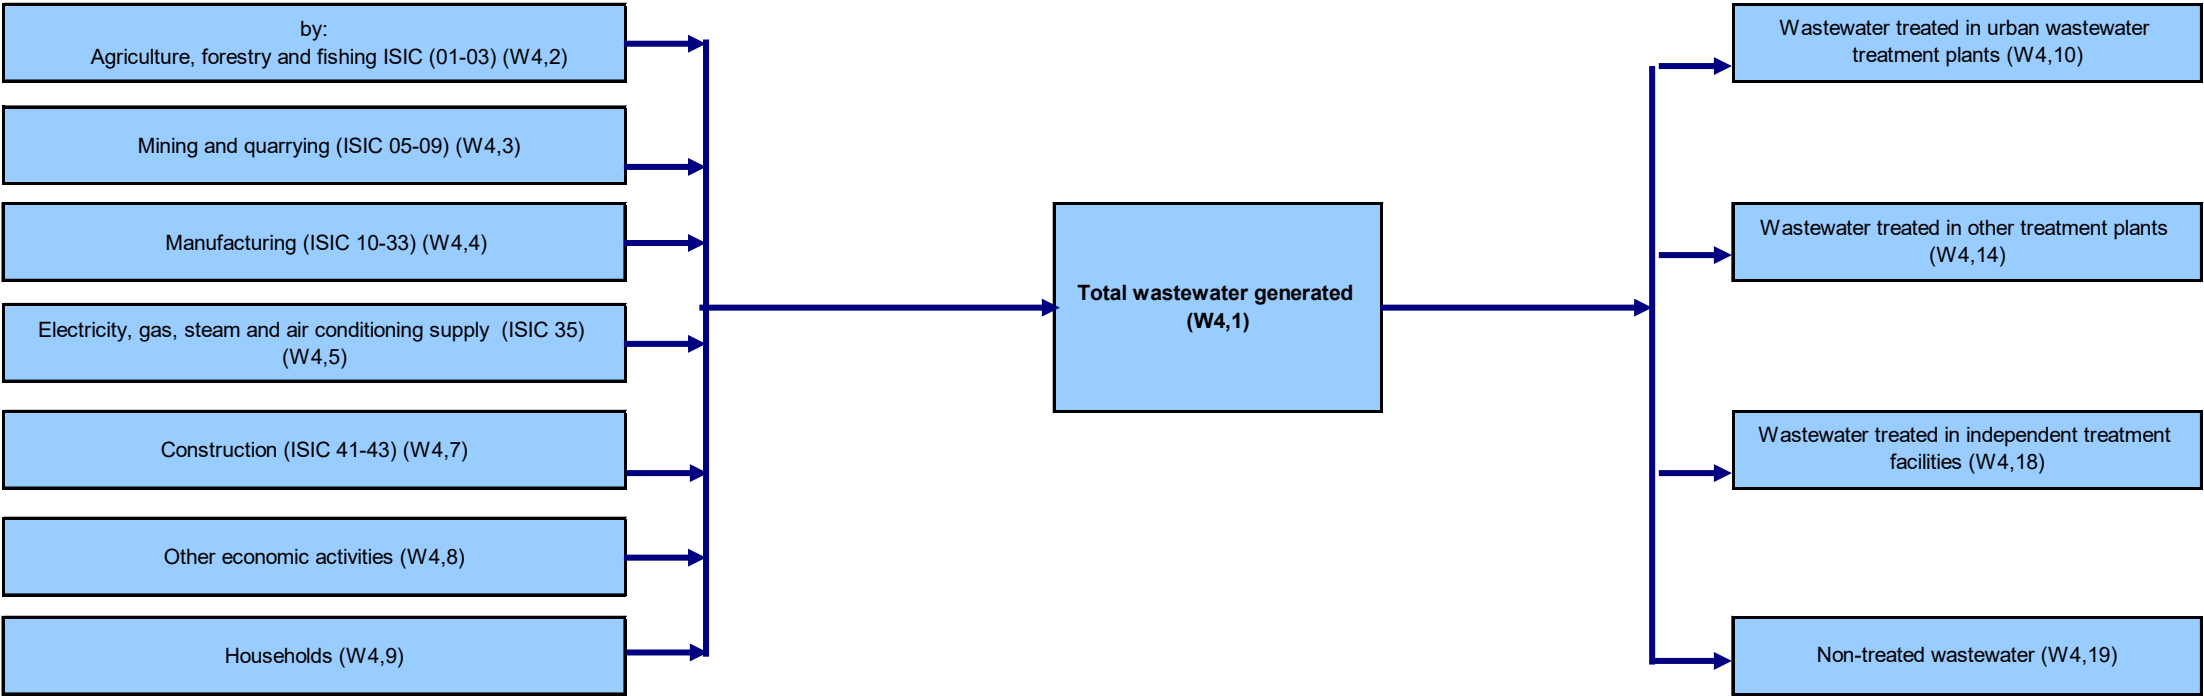 by:
Agriculture, forestry and fishing ISIC (01-03) (W4,2)
Mining and quarrying (ISIC 05-09) (W4,3)
Manufacturing (ISIC 10-33) (W4,4)
Electricity, gas, steam and air conditioning supply  (ISIC 35)
(W4,5)
Construction (ISIC 41-43) (W4,7)
Other economic activities (W4,8)
Households (W4,9)
Total wastewater generated
(W4,1)
Wastewater treated in urban wastewater
treatment plants (W4,10)
Wastewater treated in other treatment plants
(W4,14)
Wastewater treated in independent treatment
facilities (W4,18)
Non-treated wastewater (W4,19)